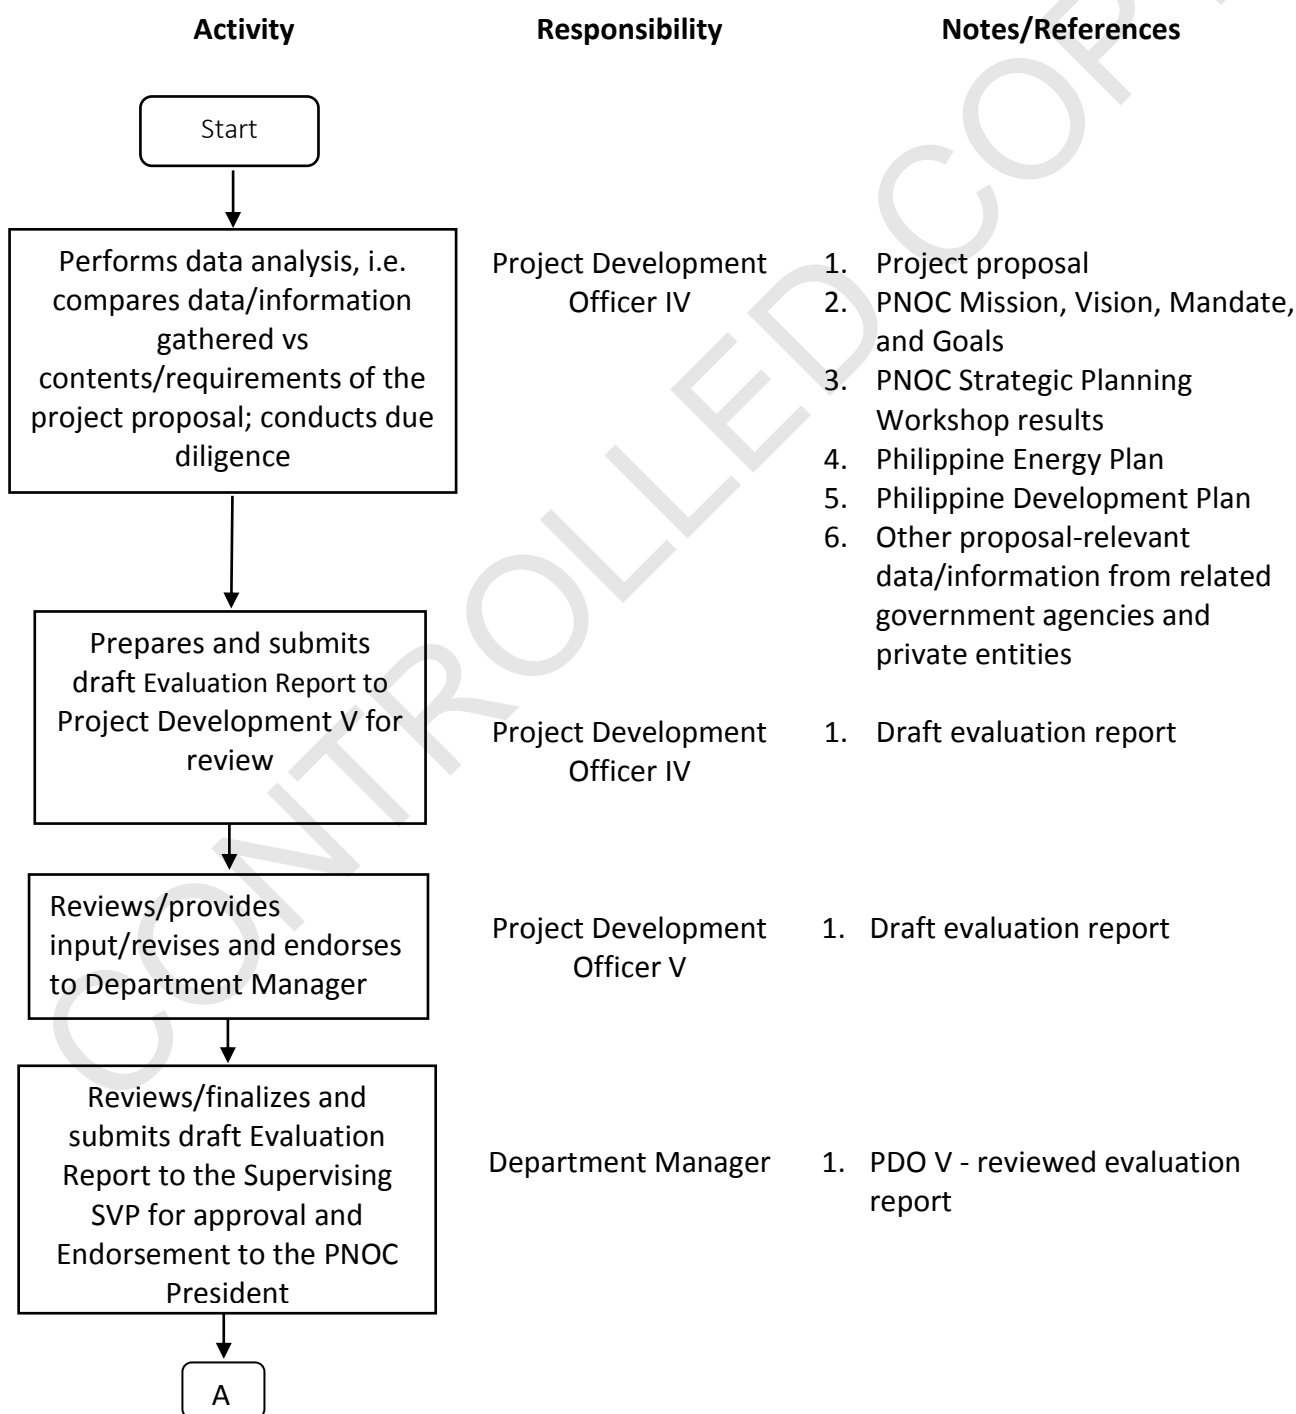 Activity
Responsibility
Notes/References
Start
Performs data analysis, i.e.
compares data/information
gathered vs
contents/requirements of the
project proposal; conducts due
diligence
Project Development
Officer IV
1. Project proposal
2. PNOC Mission, Vision, Mandate,
and Goals
3. PNOC Strategic Planning
Workshop results
4. Philippine Energy Plan
5. Philippine Development Plan
6. Other proposal-relevant
data/information from related
government agencies and
private entities
Prepares and submits
draft Evaluation Report to
Project Development V for
review
Project Development
Officer IV
1. Draft evaluation report
Reviews/provides
input/revises and endorses
to Department Manager
Project Development
Officer V
1. Draft evaluation report
Reviews/finalizes and
submits draft Evaluation
Report to the Supervising
SVP for approval and
Endorsement to the PNOC
President
Department Manager
1. PDO V - reviewed evaluation
report
A
CONTROLLED COP